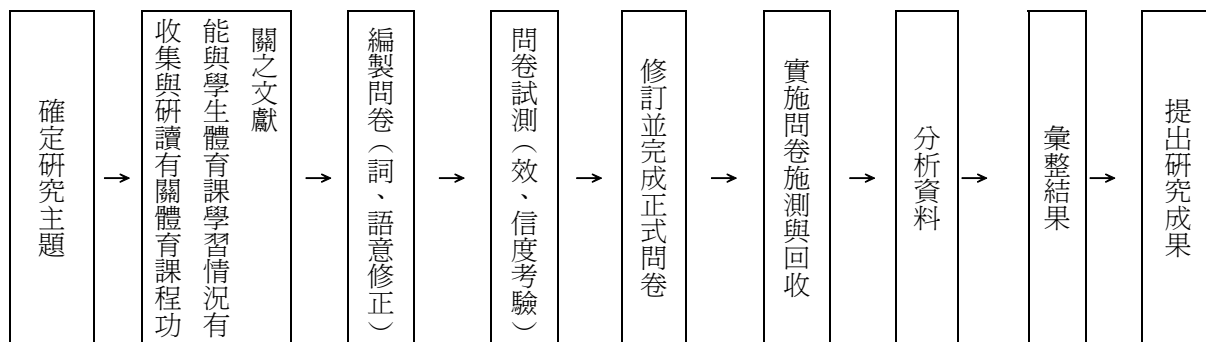 確定研究主題
收集與研讀有關體育課程功
能與學生體育課學習情況有
關之文獻
編製問卷（詞、語意修正）
問卷試測（效、信度考驗）
修訂並完成正式問卷
實施問卷施測與回收
分析資料
彙整結果
提出研究成果